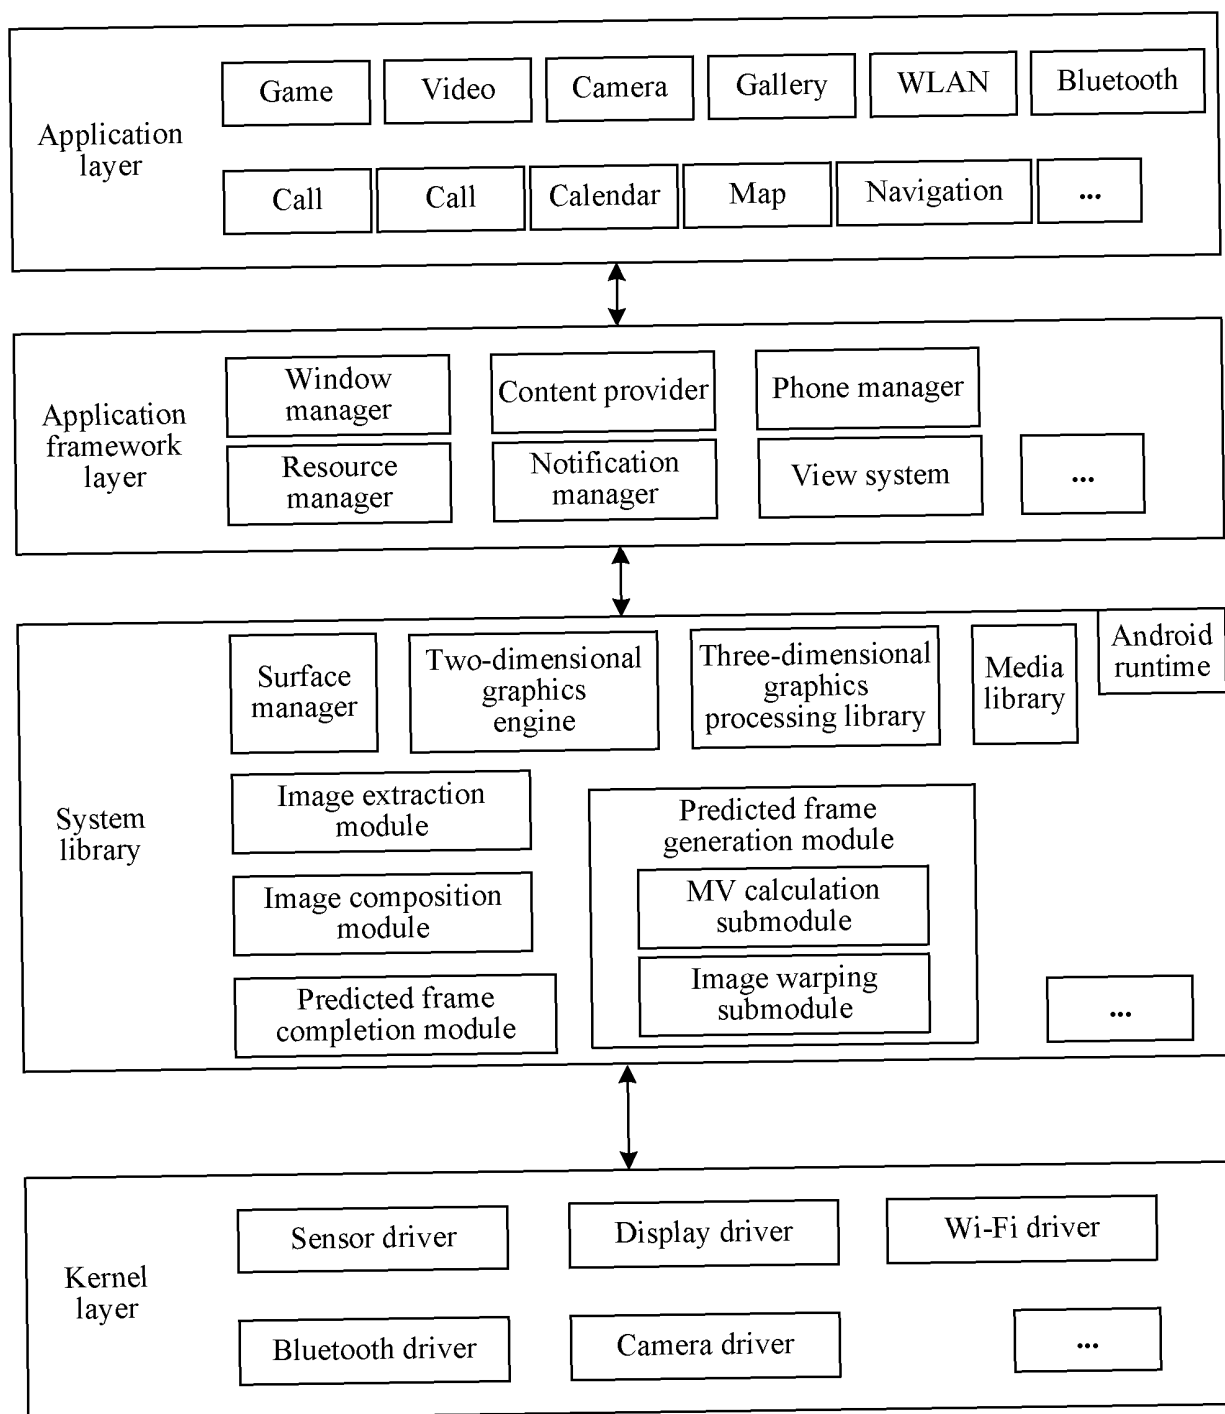 Application
layer
Game
Video
Camera
Gallery
WLAN
Bluetooth
Call
Call
Calendar
Map
Navigation
...
Application
framework
layer
Window
manager
Content provider
Phone manager
Resource
manager
Notification
manager
View system
...
System
library
Surface
manager
Two-dimensional
graphics
engine
Three-dimensional
graphics
processing library
Media
library
Android
runtime
Image extraction
module
Predicted frame
generation module
MV calculation
submodule
Image warping
submodule
Image composition
module
Predicted frame
completion module
...
Kernel
layer
Sensor driver
Display driver
Wi-Fi driver
Bluetooth driver
Camera driver
...